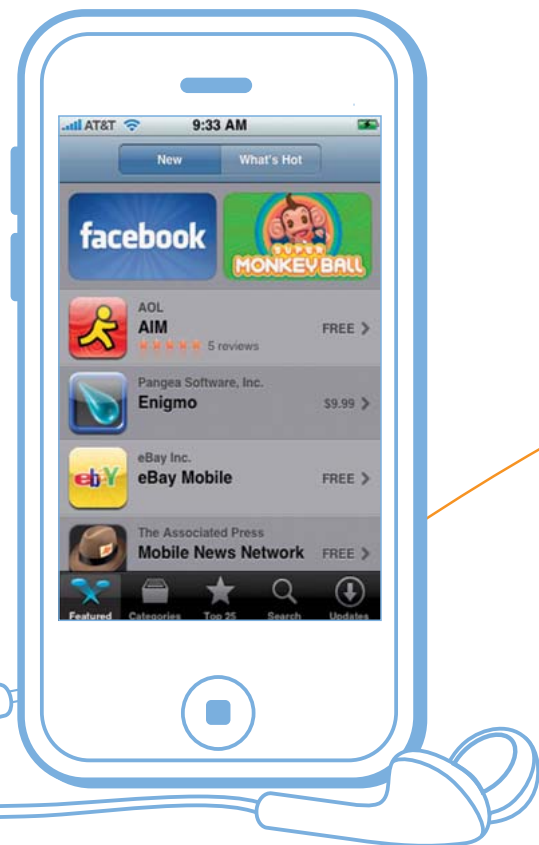 AT&T 9:33 AM
New What's Hot
facebook
SUPER
MONKEY BALL
AOL
AIM FREE
5 reviews
Pangea Software, Inc.
Enigmo $9.99
eBay Inc.
eBay Mobile FREE
ebY
The Associated Press
Mobile News Network FREE
Featured Categories Top 25 Search Updates